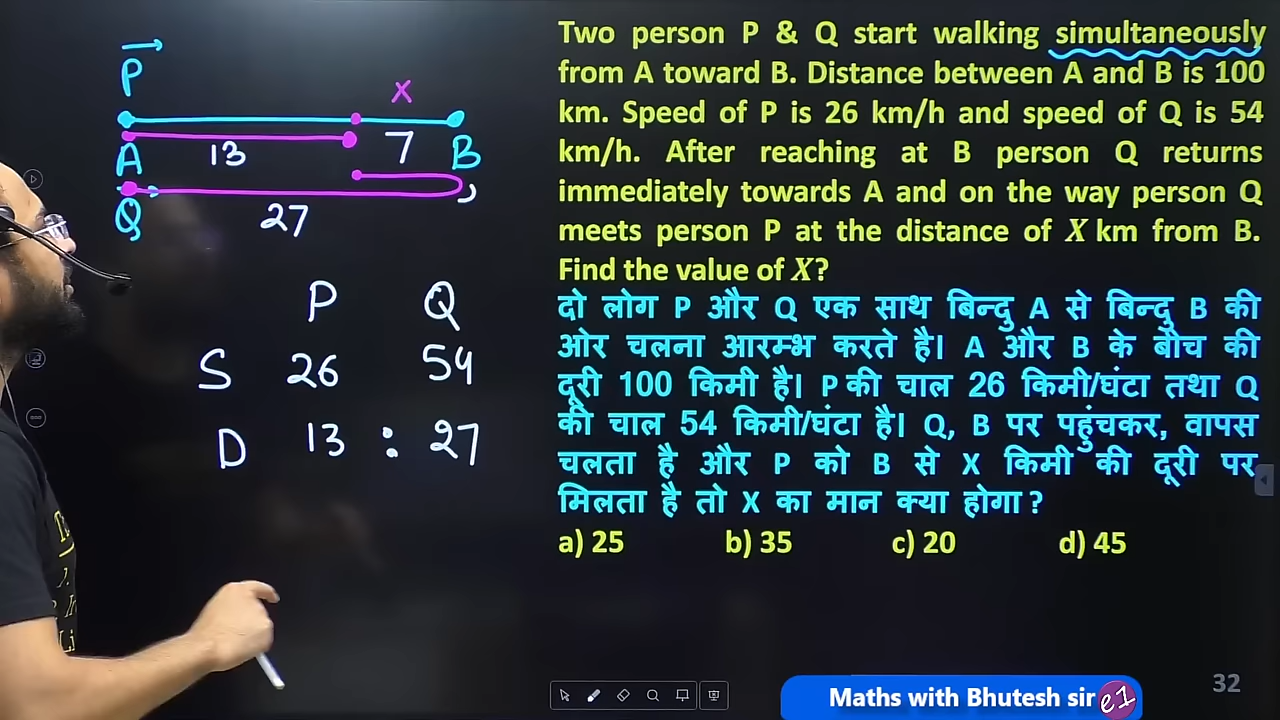 P
X
A
13
7
B
Q
27
P Q
S 26 54
D 13 : 27
Two person P & Q start walking simultaneously
from A toward B. Distance between A and B is 100
km. Speed of P is 26 km/h and speed of Q is 54
km/h. After reaching at B person Q returns
immediately towards A and on the way person Q
meets person P at the distance of X km from B.
Find the value of X?
दो लोग P और Q एक साथ बिन्दु A से बिन्दु B की
ओर चलना आरम्भ करते है। A और B के बीच की
दूरी 100 किमी है। P की चाल 26 किमी/घंटा तथा Q
की चाल 54 किमी/घंटा है। Q, B पर पहुंचकर, वापस
चलता है और P को B से X किमी की दूरी पर
मिलता है तो X का मान क्या होगा?
a) 25 b) 35 c) 20 d) 45
32
Maths with Bhutesh sir e1